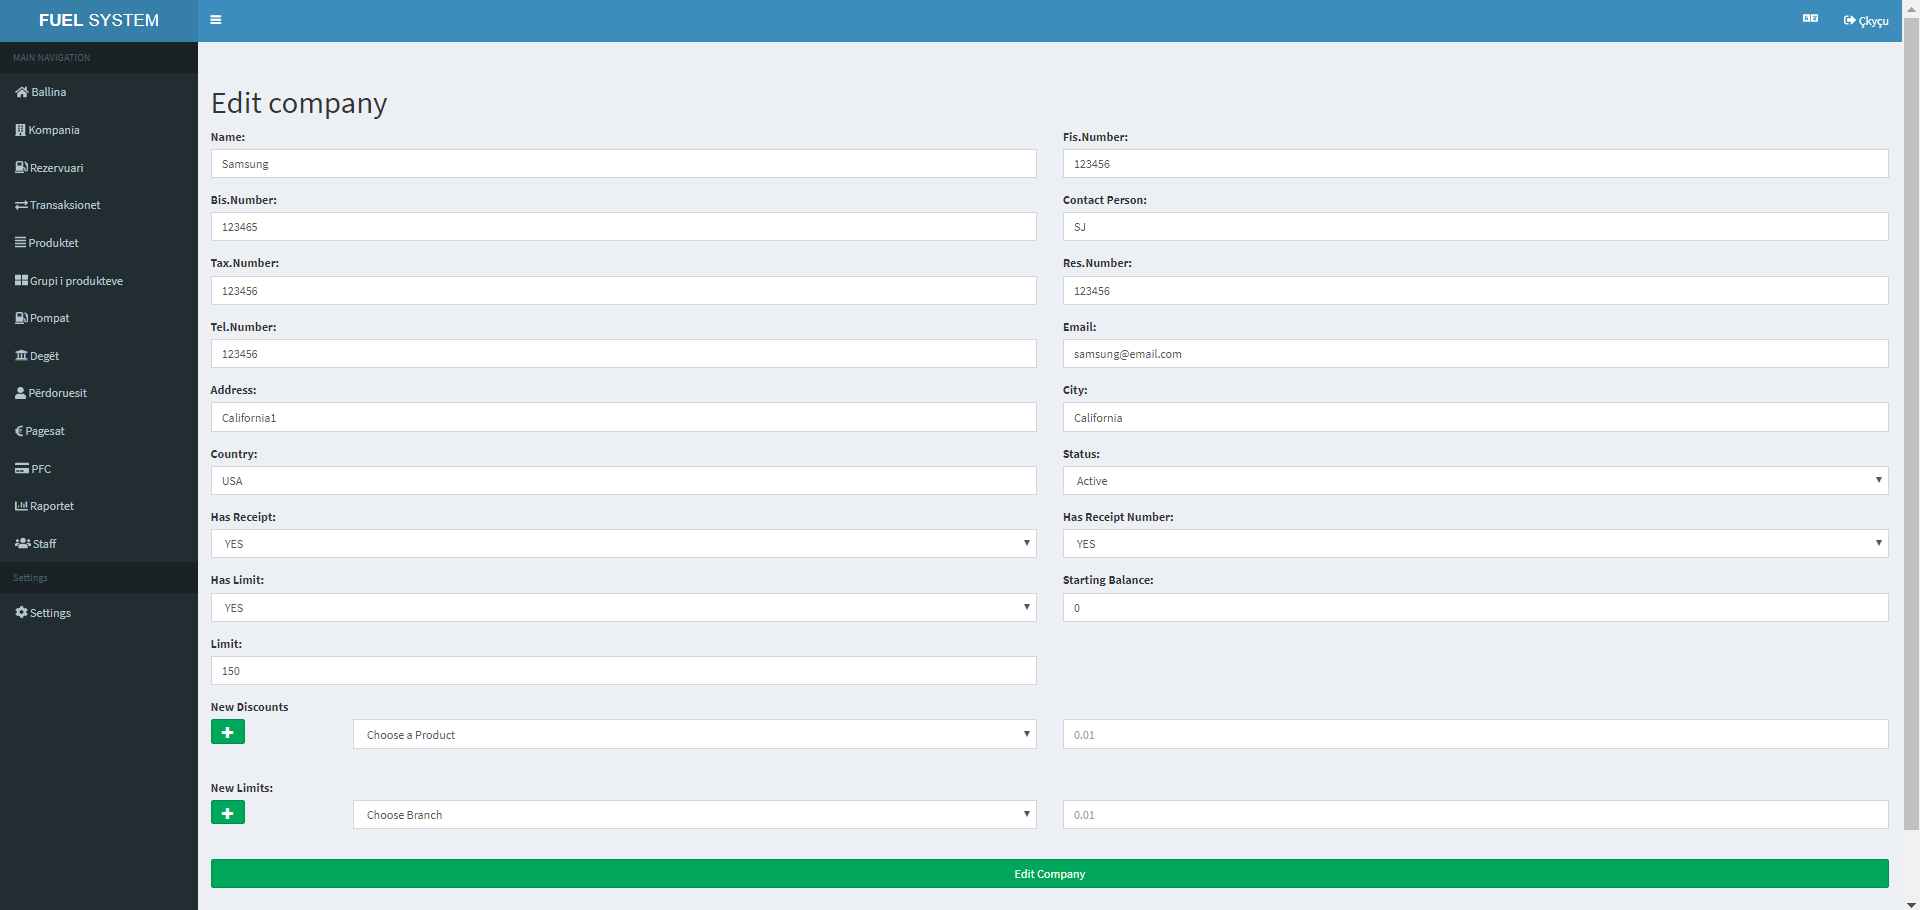 FUEL SYSTEM
Çkyçu
MAIN NAVIGATION
Ballina
Kompania
Rezervuari
Transaksionet
Produktet
Grupi i produkteve
Pompat
Degët
Përdoruesit
Pagesat
PFC
Raportet
Staff
Settings
Settings
Edit company
Name:
Samsung
Fis.Number:
123456
Bis.Number:
123465
Contact Person:
SJ
Tax.Number:
123456
Res.Number:
123456
Tel.Number:
123456
Email:
samsung@email.com
Address:
California1
City:
California
Country:
USA
Status:
Active
Has Receipt:
YES
Has Receipt Number:
YES
Has Limit:
YES
Starting Balance:
0
Limit:
150
New Discounts
Choose a Product
0.01
New Limits:
Choose Branch
0.01
Edit Company